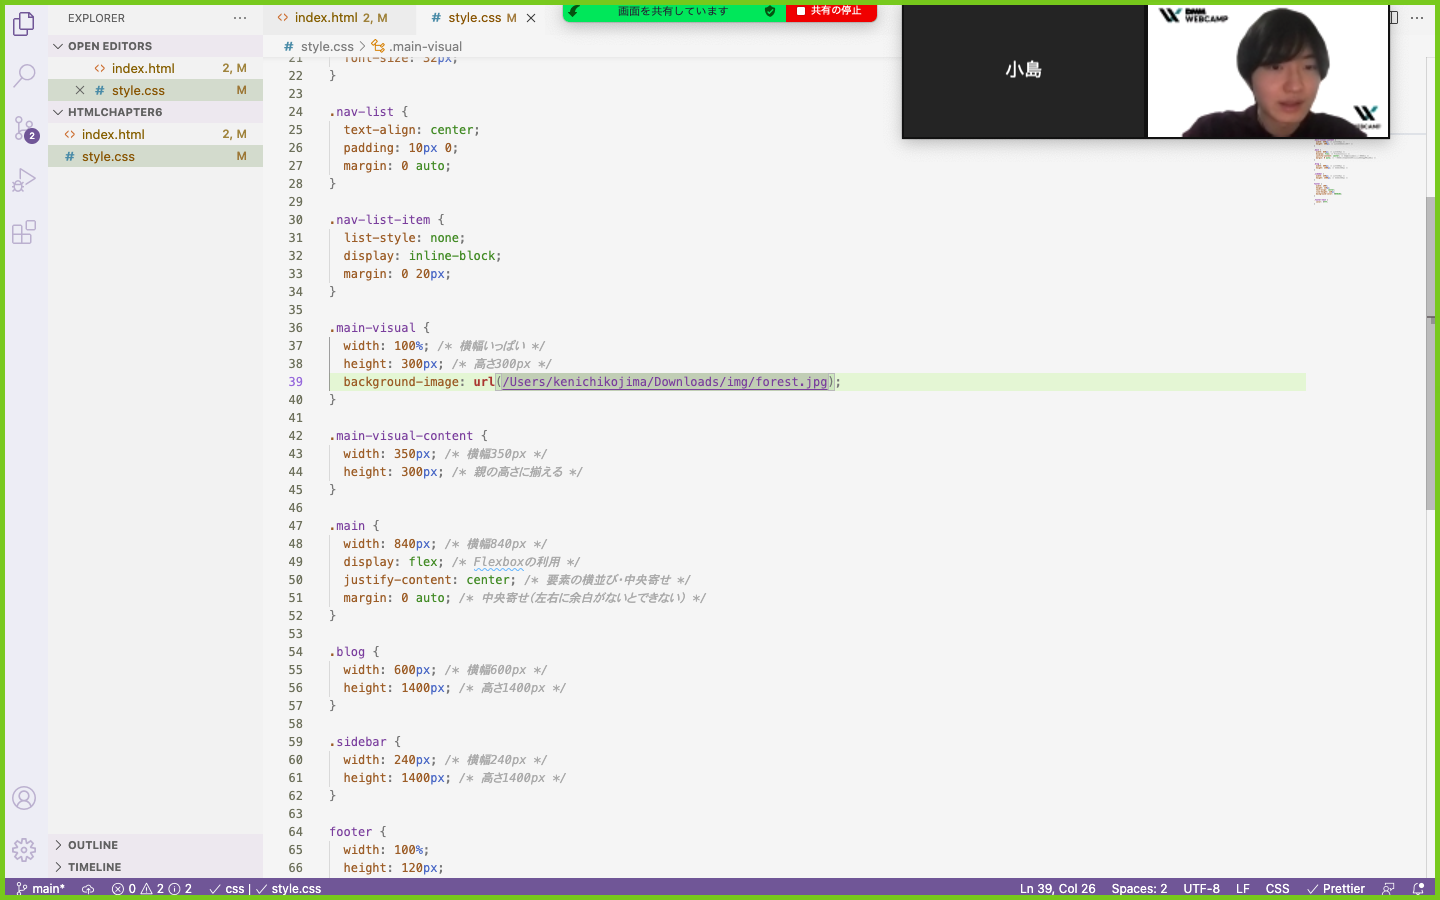 EXPLORER
index.html 2, M
style.css M
画面を共有しています
共有の停止
OPEN EDITORS
index.html 2, M
style.css M
HTMLCHAPTER6
index.html 2, M
style.css M
2
# style.css > .main-visual
21 font-size: 32px;
22 }
23
24 .nav-list {
25 text-align: center;
26 padding: 10px 0;
27 margin: 0 auto;
28 }
29
30 .nav-list-item {
31 list-style: none;
32 display: inline-block;
33 margin: 0 20px;
34 }
35
36 .main-visual {
37 width: 100%; /* 横幅いっぱい */
38 height: 300px; /* 高さ300px */
39 background-image: url(/Users/kenichikojima/Downloads/img/forest.jpg);
40 }
41
42 .main-visual-content {
43 width: 350px; /* 横幅350px */
44 height: 300px; /* 親の高さに揃える */
45 }
46
47 .main {
48 width: 840px; /* 横幅840px */
49 display: flex; /* Flexboxの利用 */
50 justify-content: center; /* 要素の横並び・中央寄せ */
51 margin: 0 auto; /* 中央寄せ(左右に余白がないとできない) */
52 }
53
54 .blog {
55 width: 600px; /* 横幅600px */
56 height: 1400px; /* 高さ1400px */
57 }
58
59 .sidebar {
60 width: 240px; /* 横幅240px */
61 height: 1400px; /* 高さ1400px */
62 }
63
64 footer {
65 width: 100%;
66 height: 120px;
小島
DMM
WEBCAMP
WEBCAMP
OUTLINE
TIMELINE
main* 0 2 2 css | style.css Ln 39, Col 26 Spaces: 2 UTF-8 LF CSS Prettier